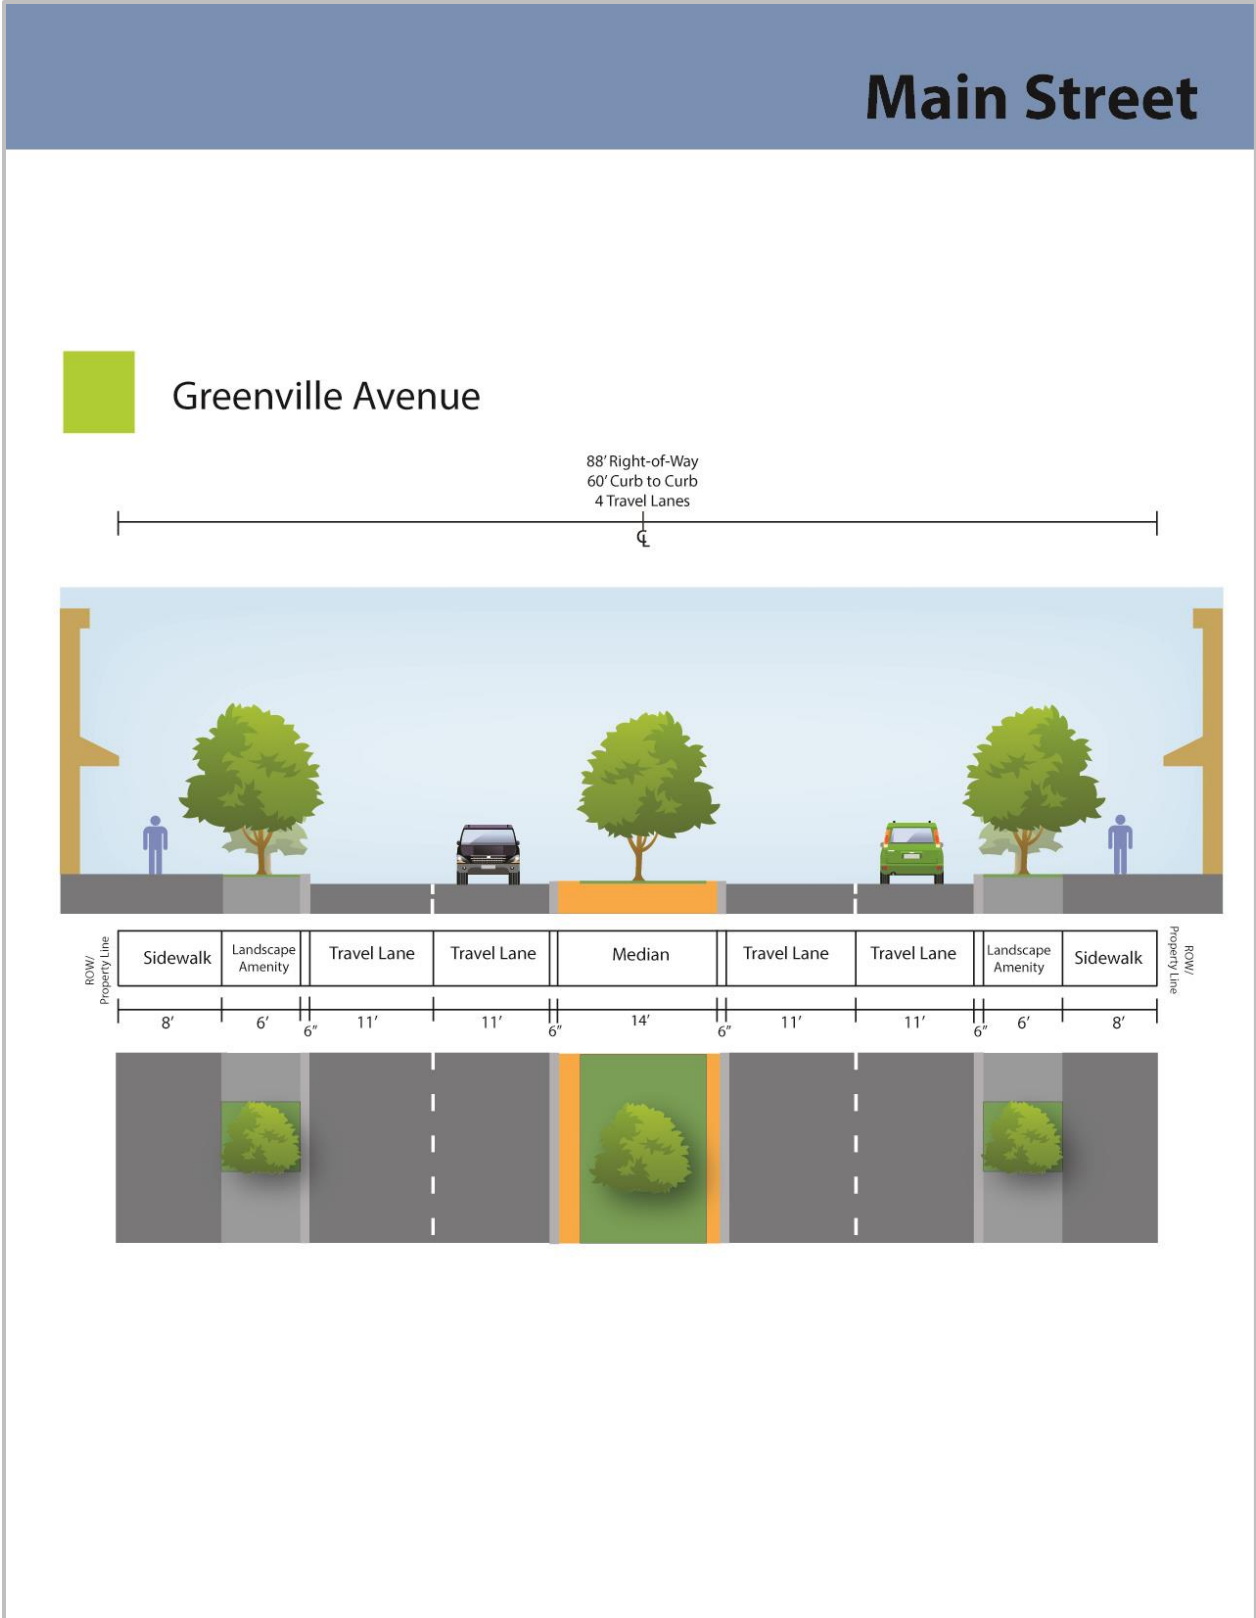 Main Street
Greenville Avenue
88’ Right-of-Way
60’ Curb to Curb
4 Travel Lanes
℄
ROW/
Property Line
Sidewalk
Landscape
Amenity
Travel Lane
Travel Lane
Median
Travel Lane
Travel Lane
Landscape
Amenity
Sidewalk
ROW/
Property Line
8’
6’
6”
11’
11’
6”
14’
6”
11’
11’
6”
6’
8’